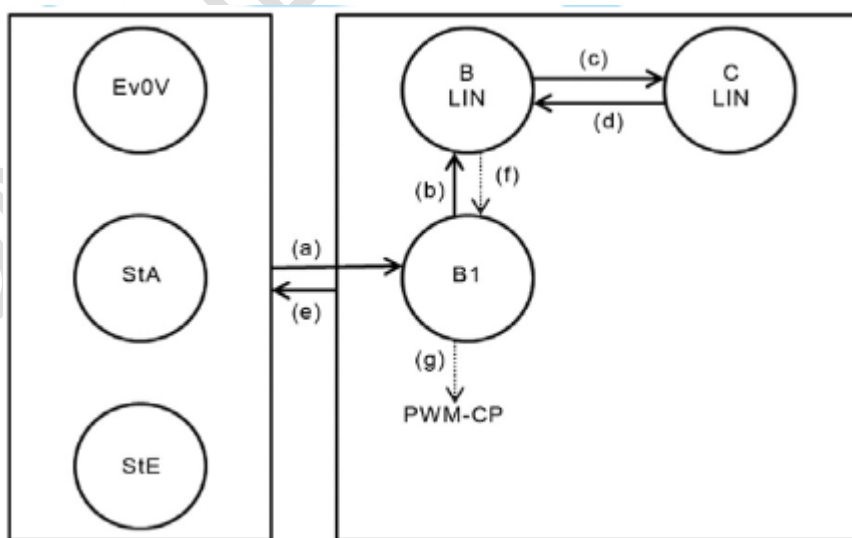 Ev0V
StA
StE
(a)
(e)
B
LIN
(c)
(d)
C
LIN
(b)
(f)
B1
(g)
PWM-CP